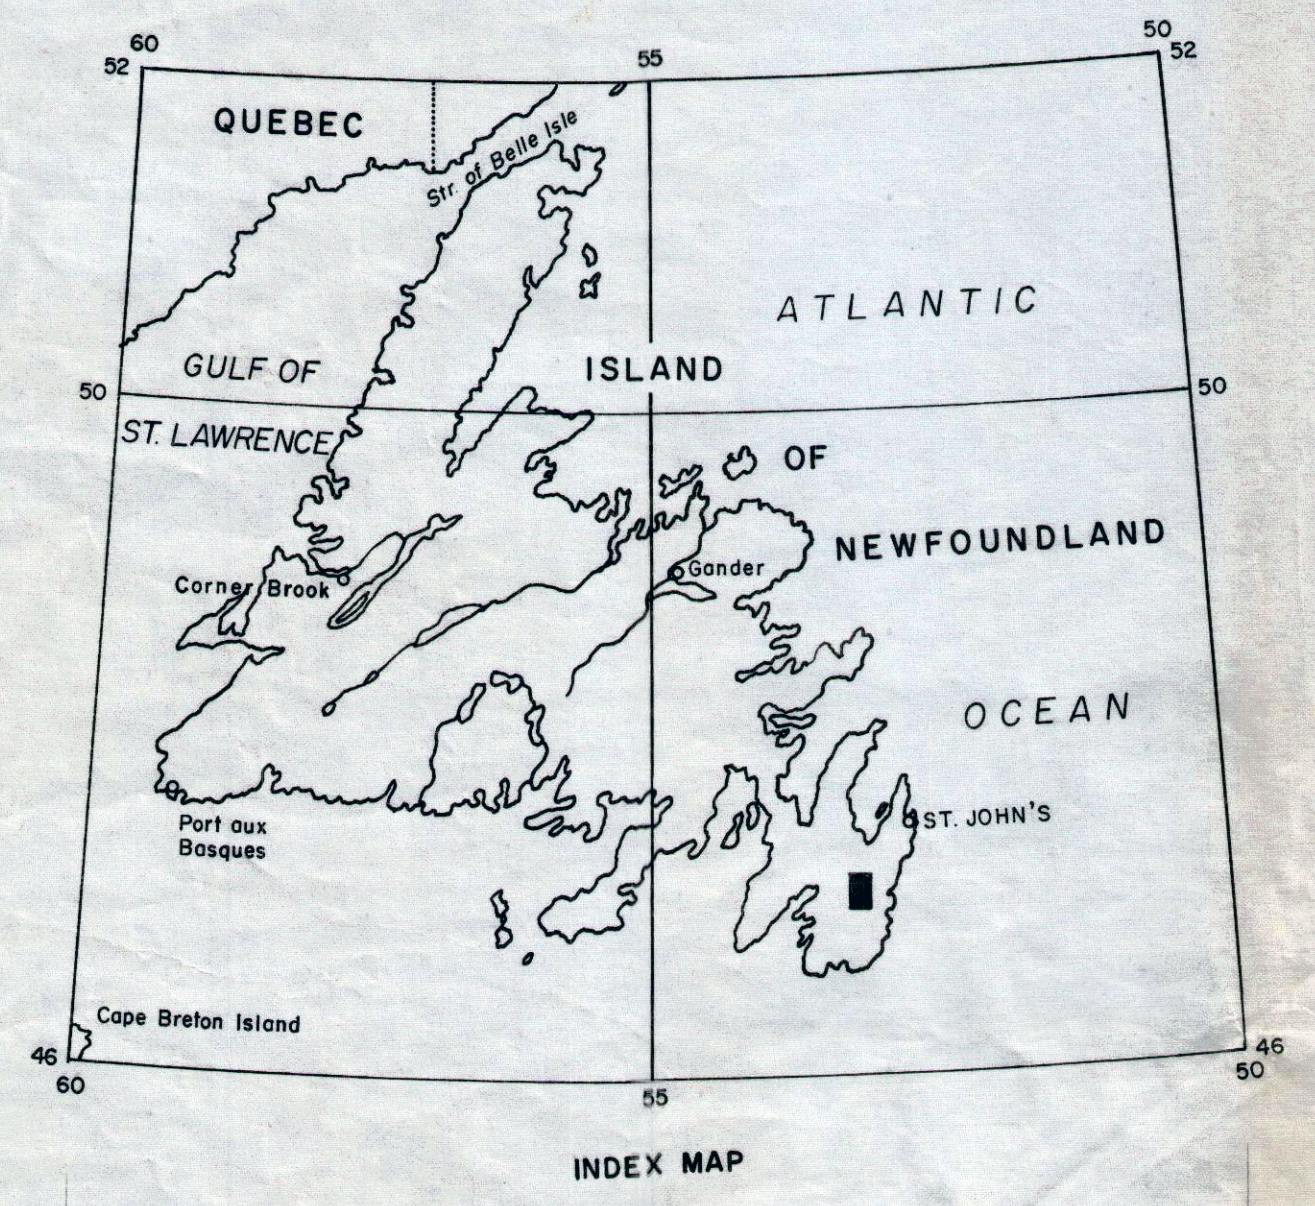 60
55
50
52
52
QUEBEC
Str. of Belle Isle
ATLANTIC
GULF OF
ISLAND
50
50
ST. LAWRENCE
OF
NEWFOUNDLAND
Gander
Corner Brook
OCEAN
ST. JOHN'S
Port aux
Basques
Cape Breton Island
46
46
60
55
50
INDEX MAP